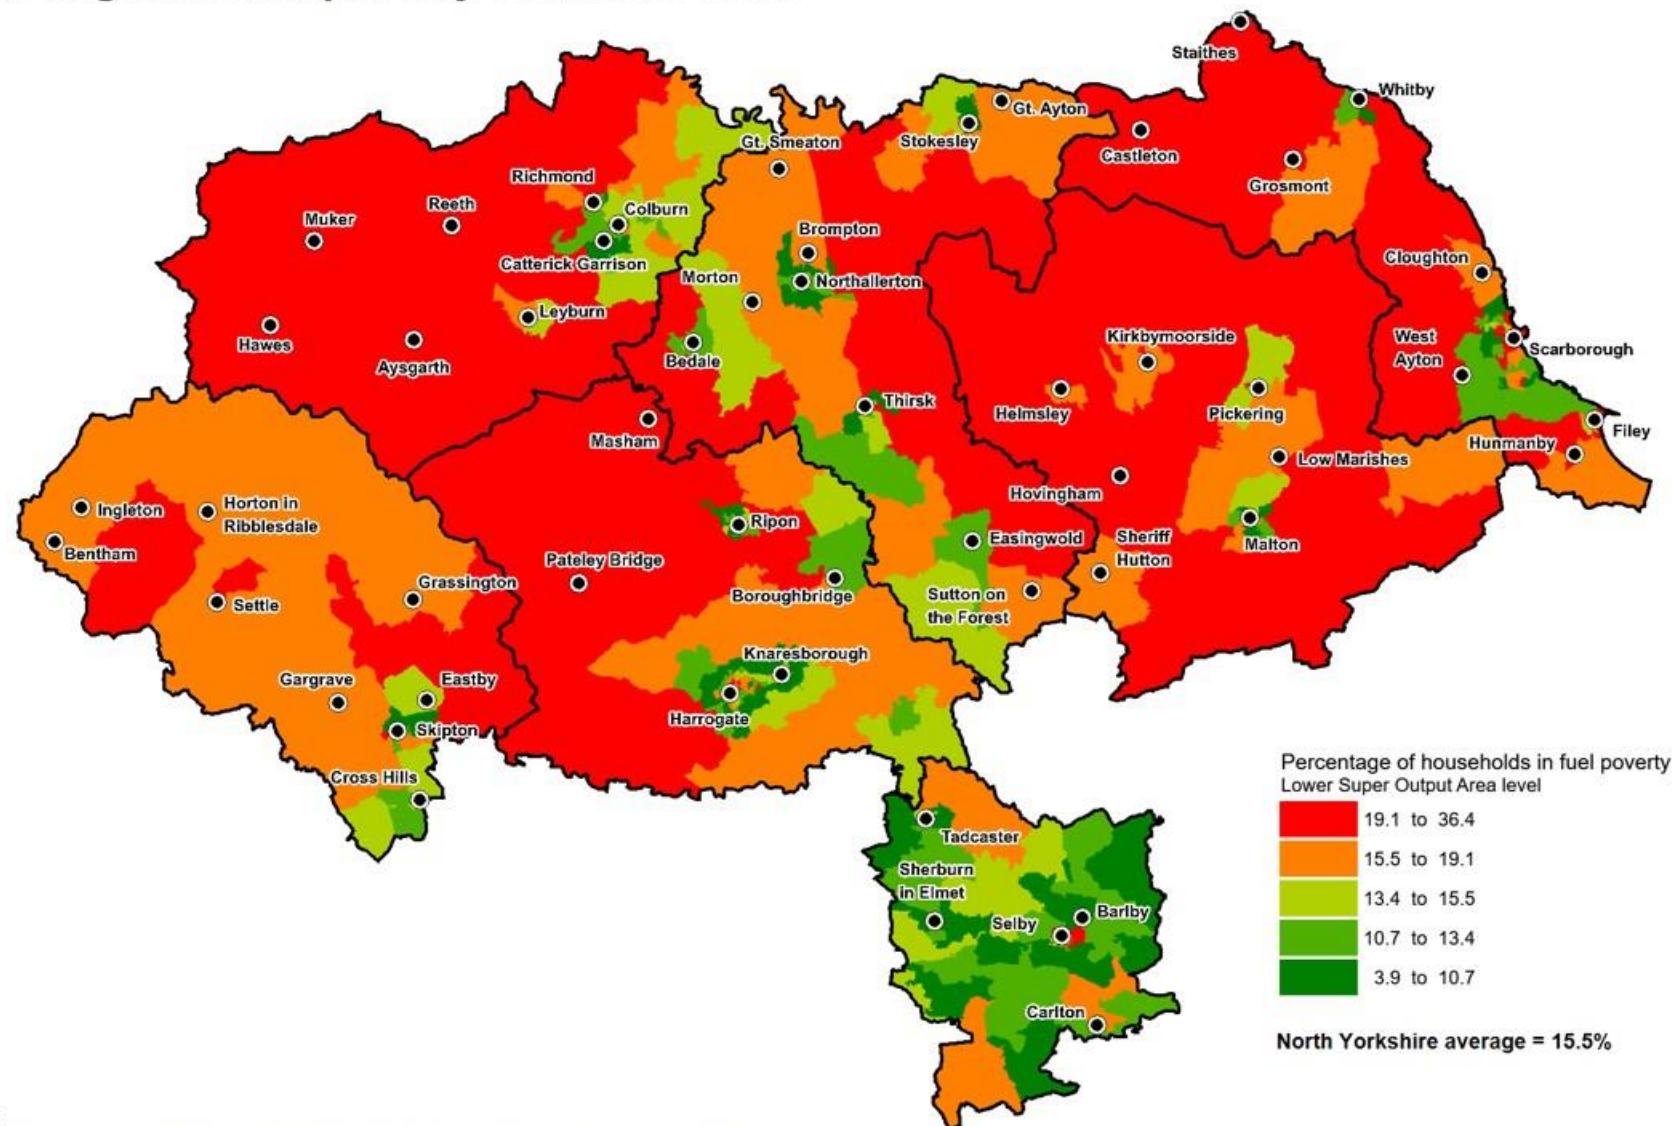 Staithes
Whitby
Gt. Ayton
Stokesley
Gt. Smeaton
Castleton
Grosmont
Richmond
Reeth
Muker
Colburn
Brompton
Catterick Garrison
Morton
Northallerton
Cloughton
Leyburn
Hawes
Aysgarth
Bedale
Kirkbymoorside
West
Ayton
Scarborough
Thirsk
Helmsley
Pickering
Masham
Filey
Hunmanby
Low Marishes
Hovingham
Ingleton
Horton in
Ribblesdale
Ripon
Bentham
Easingwold
Sheriff
Hutton
Malton
Pateley Bridge
Grassington
Settle
Boroughbridge
Sutton on
the Forest
Knaresborough
Gargrave
Eastby
Harrogate
Skipton
Cross Hills
Tadcaster
Sherburn
in Elmet
Selby
Barlby
Carlton
Percentage of households in fuel poverty
Lower Super Output Area level
19.1 to 36.4
15.5 to 19.1
13.4 to 15.5
10.7 to 13.4
3.9 to 10.7
North Yorkshire average = 15.5%